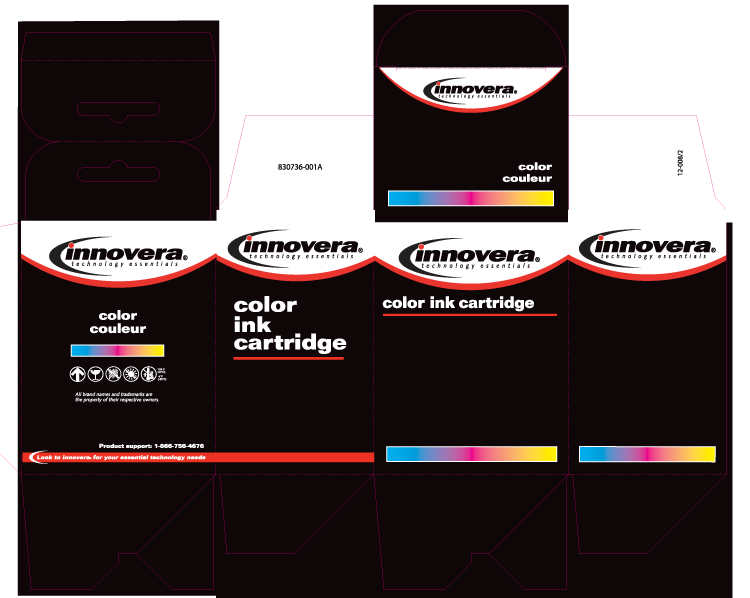 innovera®
technology essentials
color
couleur
830736-001A
12-008/2
innovera®
technology essentials
color
couleur
All brand names and trademarks are
the property of their respective owners.
Product support: 1-866-756-4676
Look to innovera® for your essential technology needs
innovera®
technology essentials
color
ink
cartridge
innovera®
technology essentials
color ink cartridge
innovera®
technology essentials